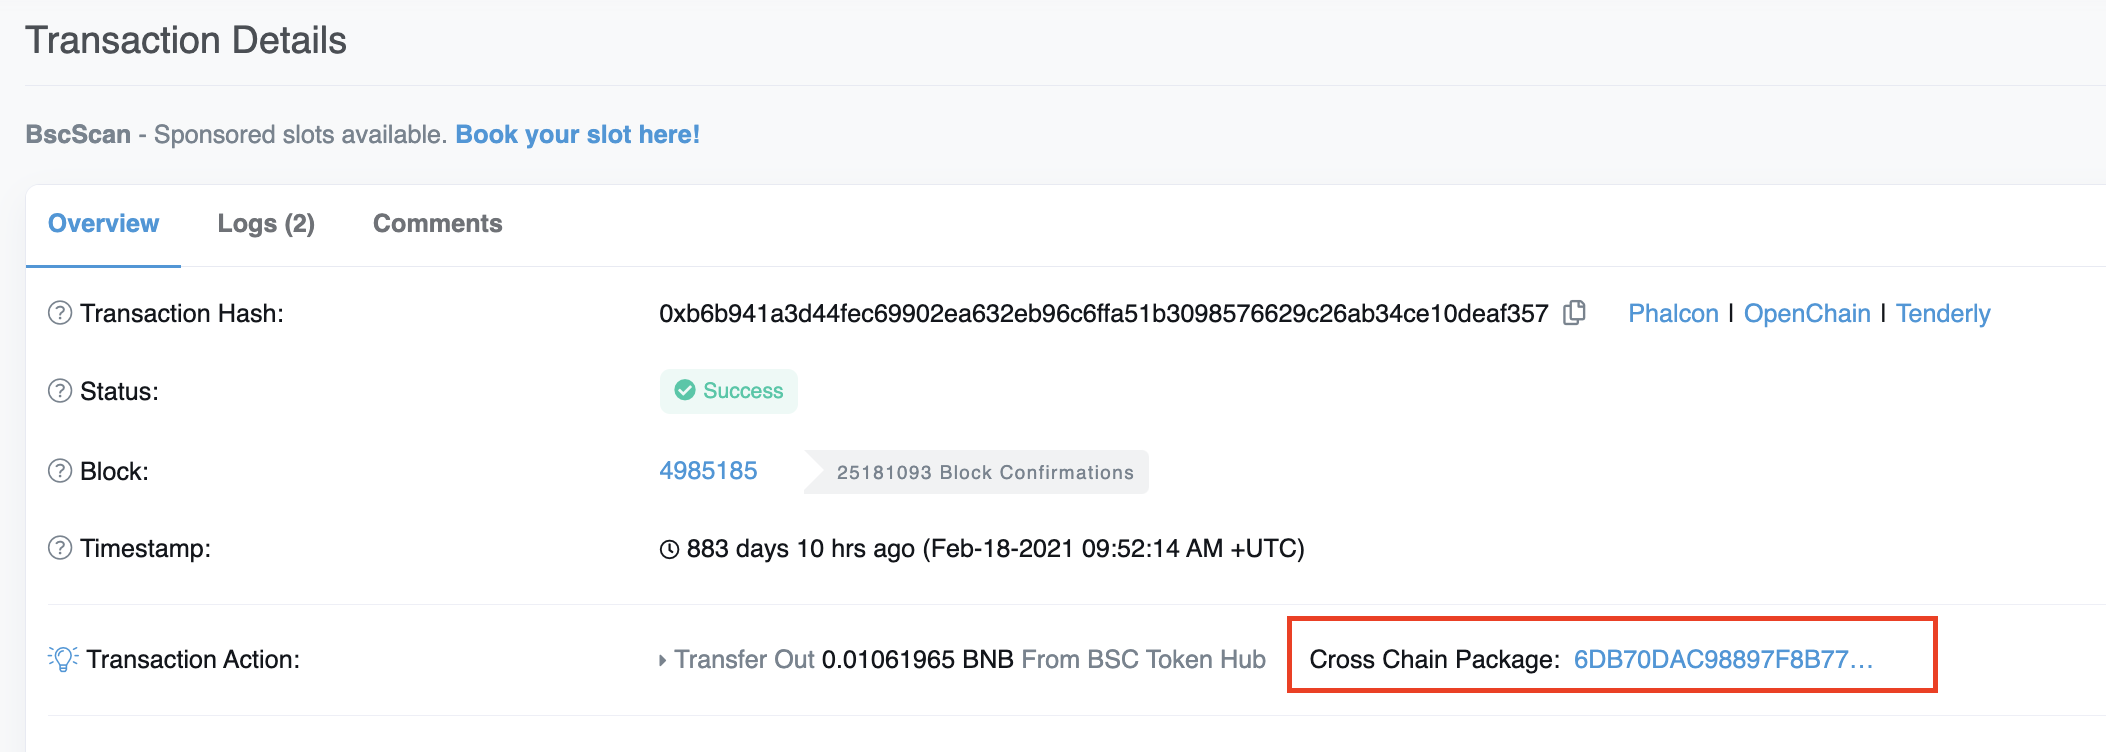 Transaction Details
BscScan - Sponsored slots available. Book your slot here!
Overview Logs (2) Comments
Transaction Hash: 0xb6b941a3d44fec69902ea632eb96c6ffa51b3098576629c26ab34ce10deaf357 Phalcon | OpenChain | Tenderly
Status: Success
Block: 4985185 25181093 Block Confirmations
Timestamp: 883 days 10 hrs ago (Feb-18-2021 09:52:14 AM +UTC)
Transaction Action: Transfer Out 0.01061965 BNB From BSC Token Hub Cross Chain Package: 6DB70DAC98897F8B77...